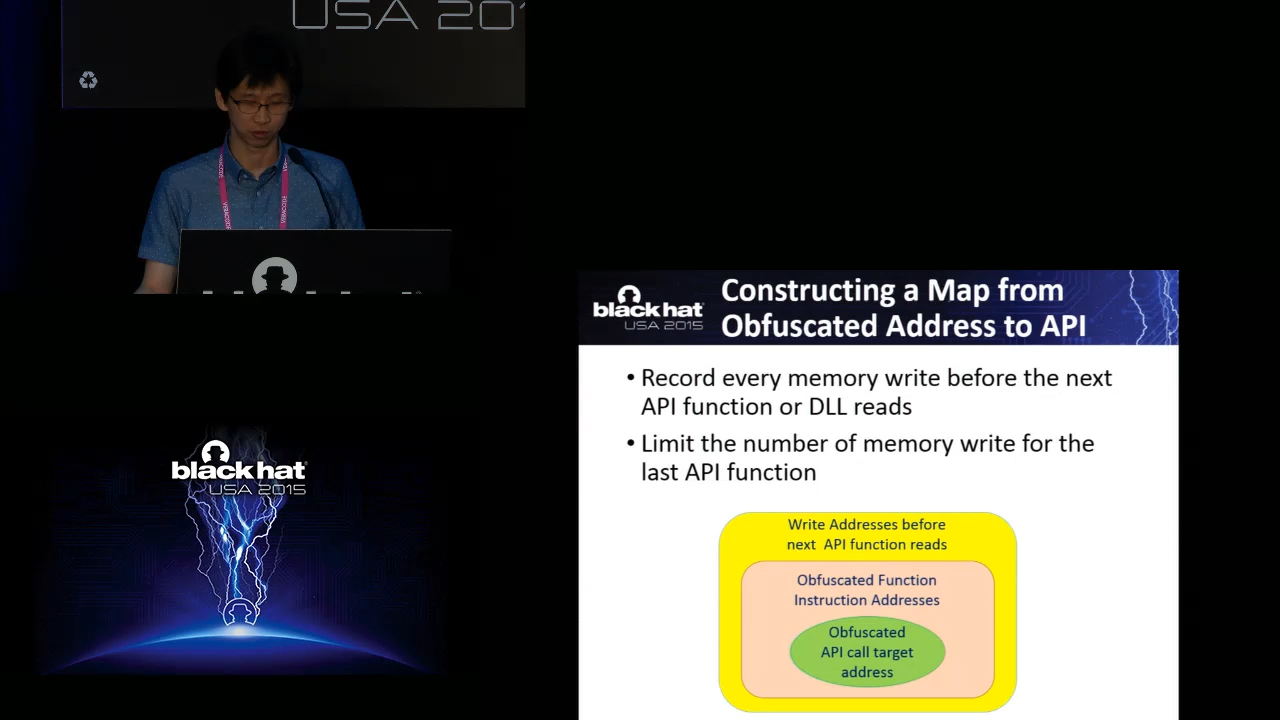 USA 20
VERACODE
black hat
USA 2015
Constructing a Map from
Obfuscated Address to API
• Record every memory write before the next
API function or DLL reads
• Limit the number of memory write for the
last API function
Write Addresses before
next API function reads
Obfuscated Function
Instruction Addresses
Obfuscated
API call target
address
black hat
USA 2015